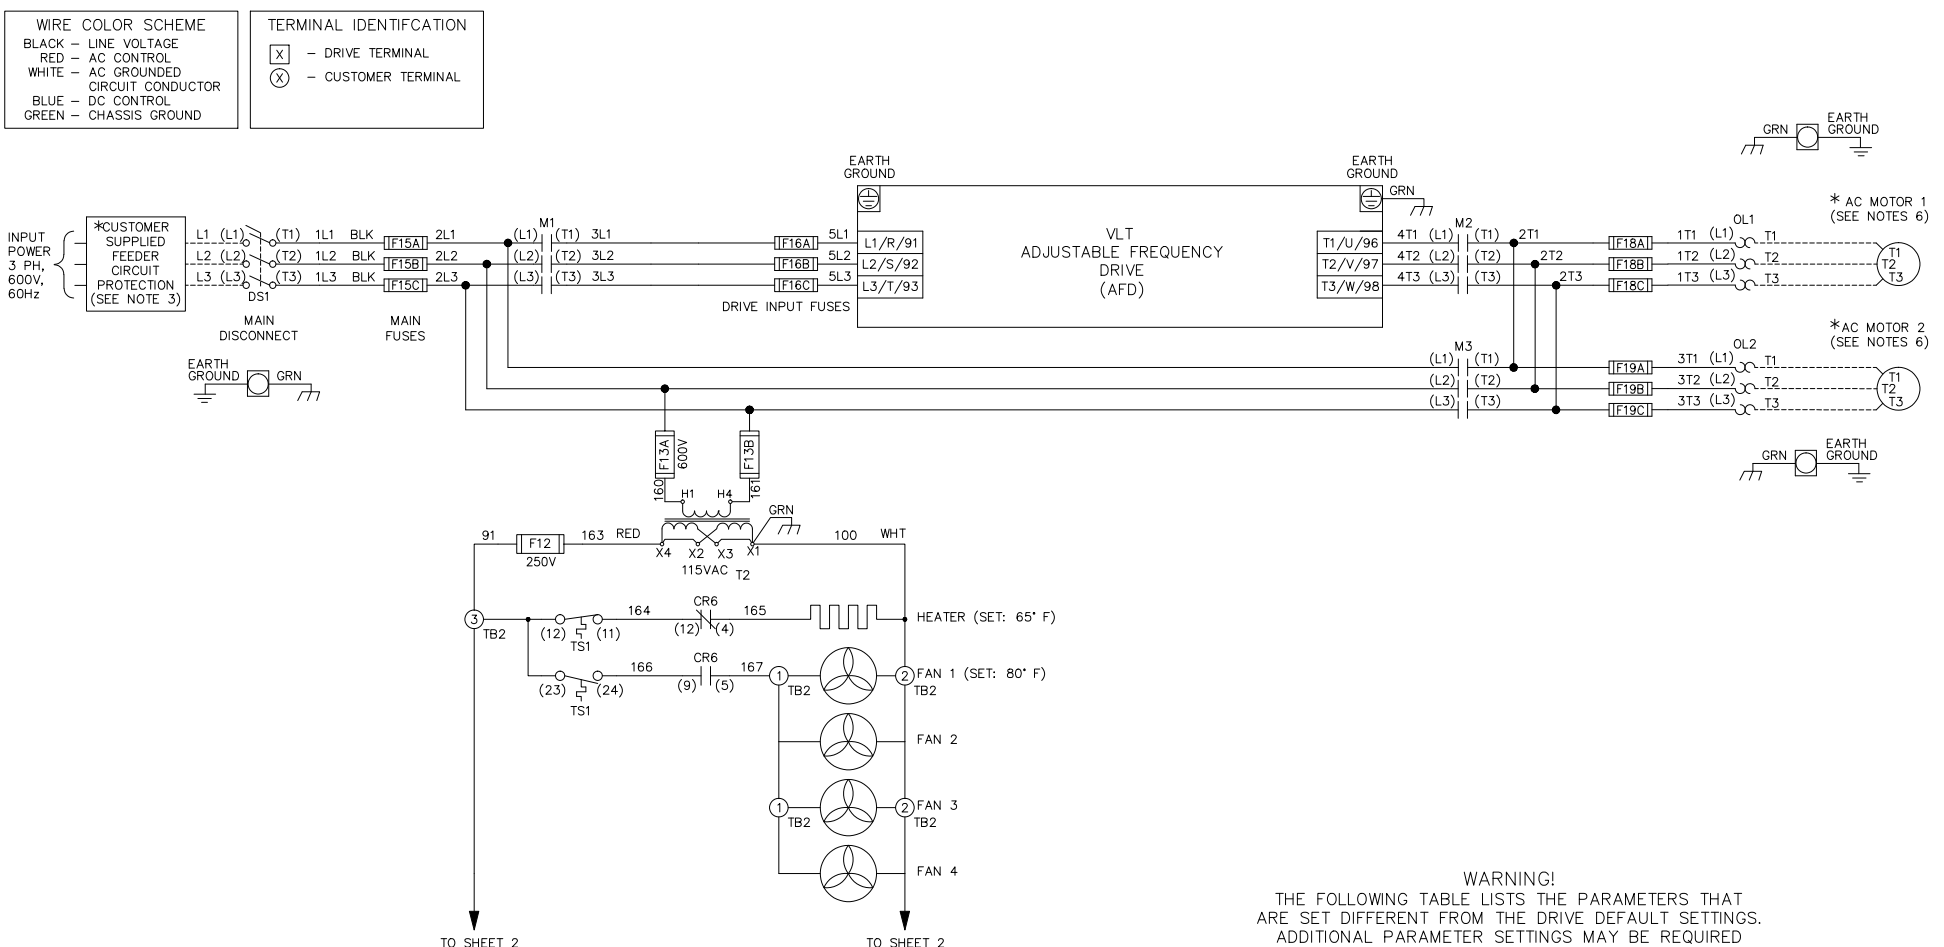 WIRE COLOR SCHEME
BLACK – LINE VOLTAGE
RED – AC CONTROL
WHITE – AC GROUNDED
CIRCUIT CONDUCTOR
BLUE – DC CONTROL
GREEN – CHASSIS GROUND
TERMINAL IDENTIFCATION
X – DRIVE TERMINAL
X – CUSTOMER TERMINAL
GRN EARTH
GROUND
INPUT
POWER
3 PH,
600V,
60Hz
*CUSTOMER
SUPPLIED
FEEDER
CIRCUIT
PROTECTION
(SEE NOTE 3)
L1 (L1) (T1) 1L1 BLK F15A 2L1
L2 (L2) (T2) 1L2 BLK F15B 2L2
L3 (L3) (T3) 1L3 BLK F15C 2L3
DS1
MAIN
DISCONNECT
MAIN
FUSES
M1
(L1) (T1) 3L1 F16A 5L1
(L2) (T2) 3L2 F16B 5L2
(L3) (T3) 3L3 F16C 5L3
DRIVE INPUT FUSES
EARTH
GROUND
L1/R/91
L2/S/92
L3/T/93
VLT
ADJUSTABLE FREQUENCY
DRIVE
(AFD)
EARTH
GROUND
GRN
T1/U/96
T2/V/97
T3/W/98
M2
4T1 (L1) (T1) 2T1 F18A 1T1 (L1) T1
4T2 (L2) (T2) 2T2 F18B 1T2 (L2) T2
4T3 (L3) (T3) 2T3 F18C 1T3 (L3) T3
OL1
* AC MOTOR 1
(SEE NOTES 6)
T1
T2
T3
EARTH
GROUND GRN
M3
(L1) (T1) F19A 3T1 (L1) T1
(L2) (T2) F19B 3T2 (L2) T2
(L3) (T3) F19C 3T3 (L3) T3
OL2
*AC MOTOR 2
(SEE NOTES 6)
T1
T2
T3
GRN EARTH
GROUND
F13A
600V
F13B
160
161
H1 H4
GRN
91 F12 163 RED
250V
X4 X2 X3 X1
115VAC T2
100 WHT
3
TB2
(12) (11)
TS1
164
CR6
(12) (4)
165
HEATER (SET: 65° F)
(23) (24)
TS1
166
CR6
(9) (5)
167
1
TB2
2
FAN 1 (SET: 80° F)
TB2
FAN 2
1
TB2
2
FAN 3
TB2
FAN 4
TO SHEET 2
TO SHEET 2
WARNING!
THE FOLLOWING TABLE LISTS THE PARAMETERS THAT
ARE SET DIFFERENT FROM THE DRIVE DEFAULT SETTINGS.
ADDITIONAL PARAMETER SETTINGS MAY BE REQUIRED